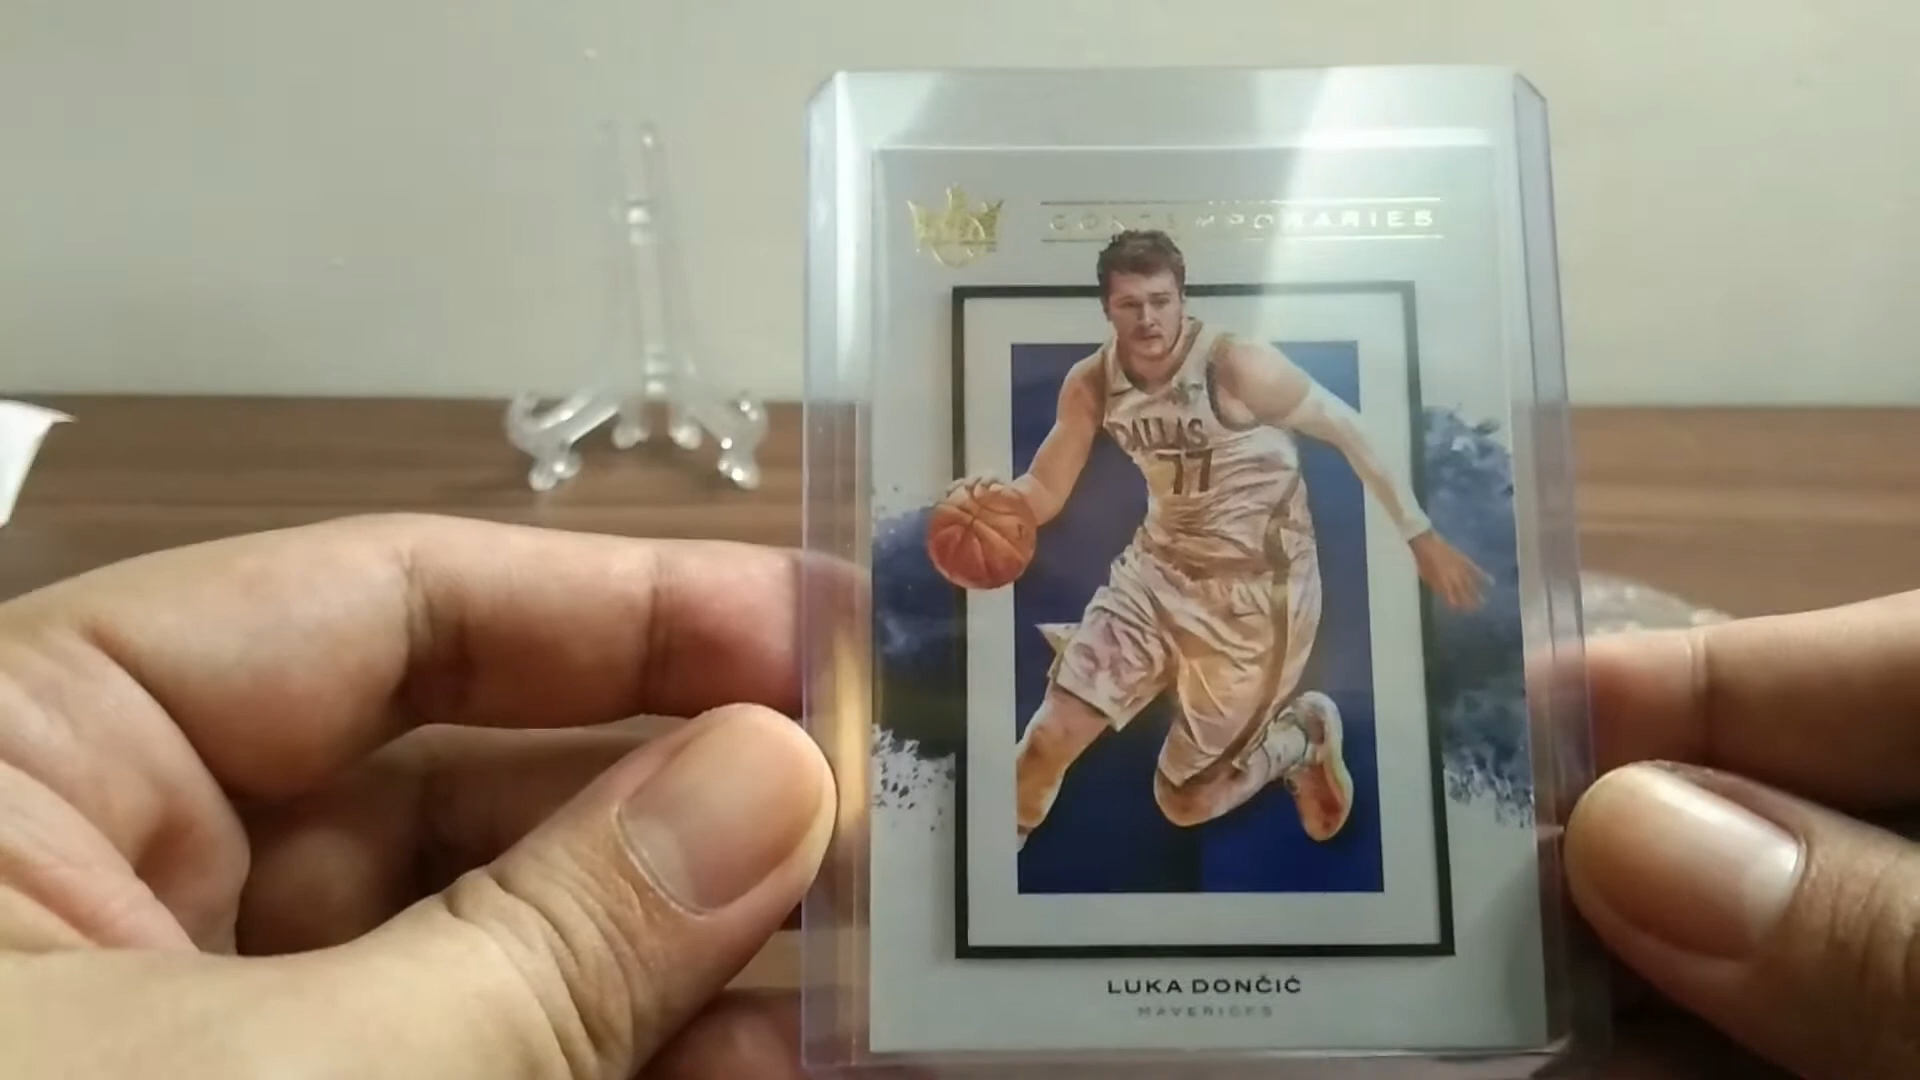 CONTEMPORARIES
DALLAS
77
LUKA DONČIĆ
MAVERICKS